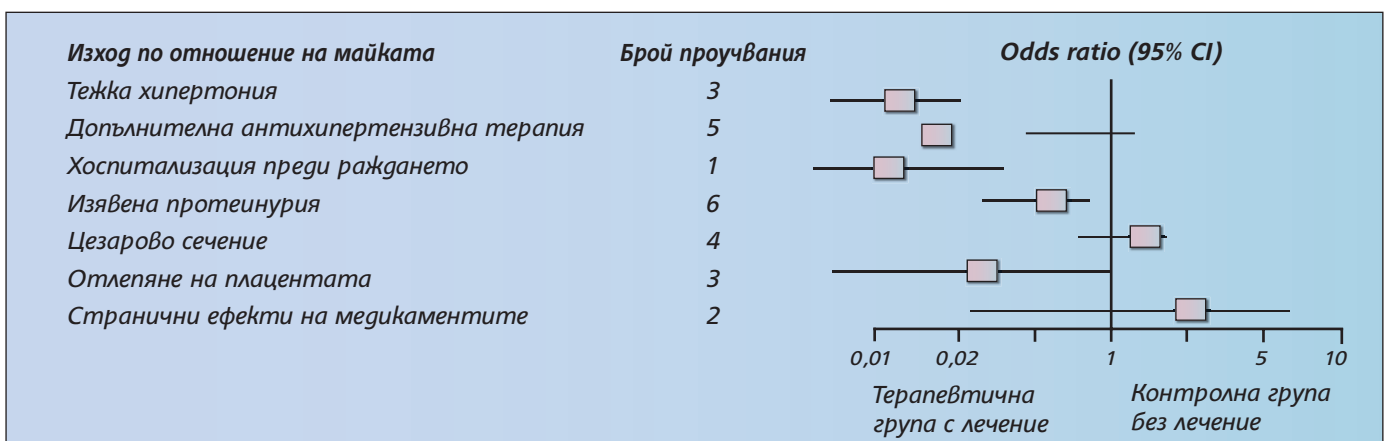 Изход по отношение на майката Брой проучвания Odds ratio (95% CI)
Тежка хипертония 3
Допълнителна антихипертензивна терапия 5
Хоспитализация преди раждането 1
Изявена протеинурия 6
Цезарово сечение 4
Отлепяне на плацентата 3
Странични ефекти на медикаментите 2
0,01 0,02 1 5 10
Терапевтична Контролна група
група с лечение без лечение